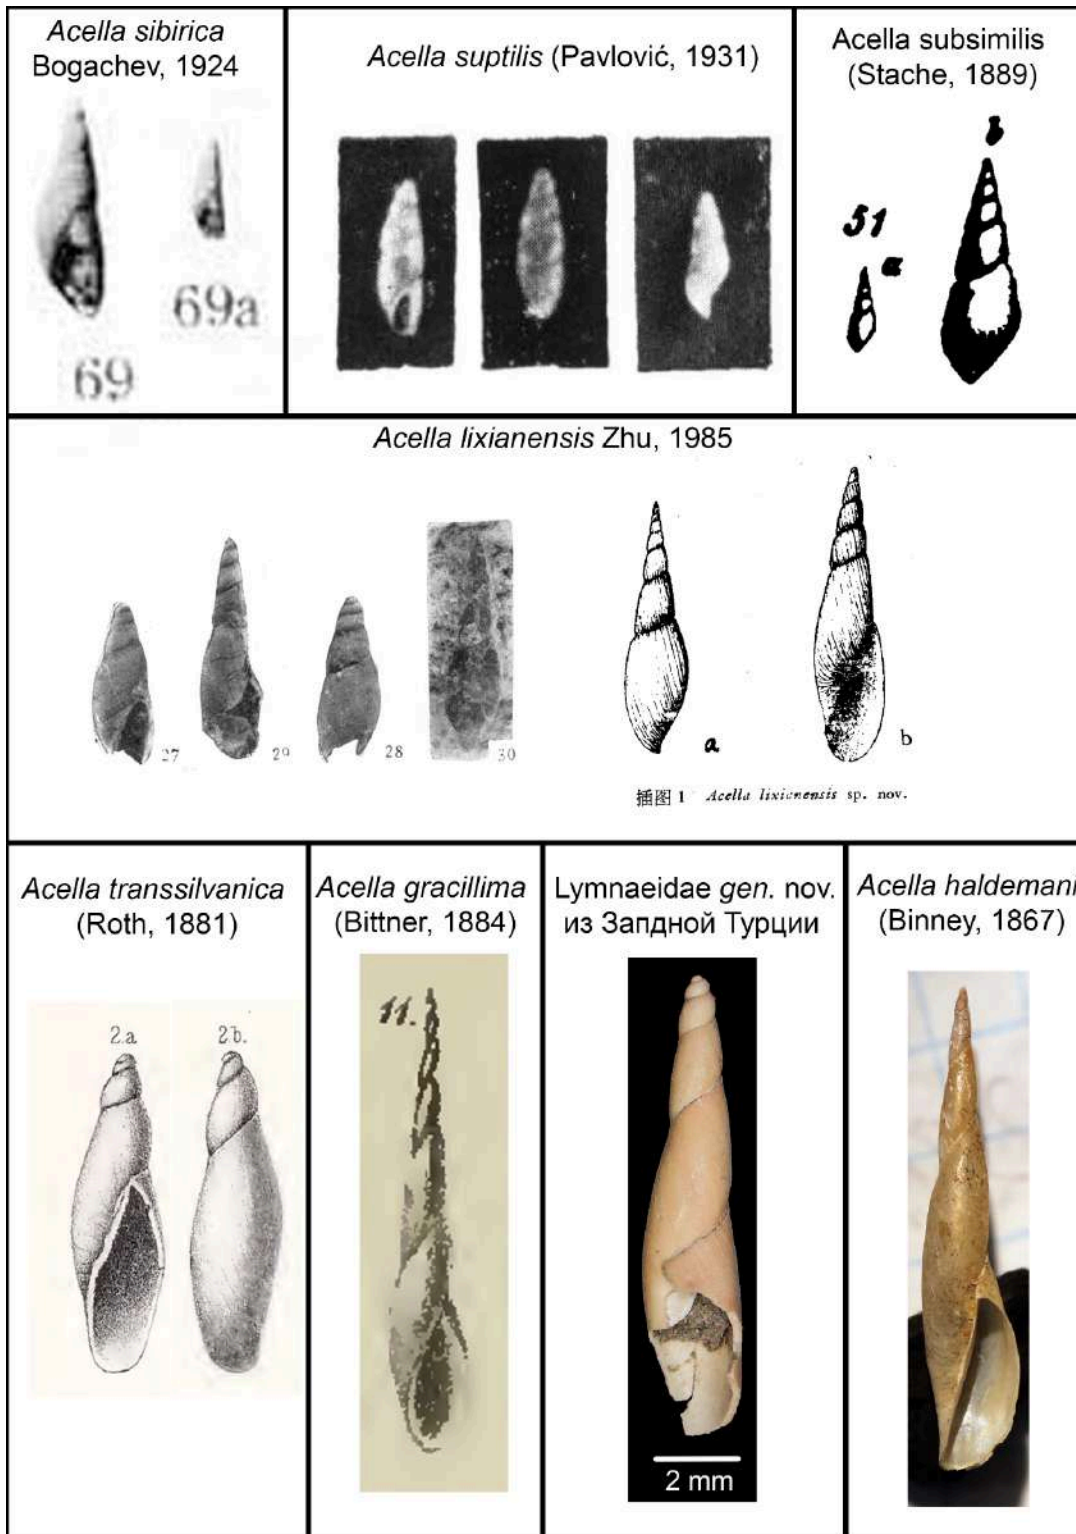 Acella sibirica
Bogachev, 1924
69
69a
Acella suptilis (Pavlović, 1931)
Acella subsimilis
(Stache, 1889)
b
51
a
Acella lixianensis Zhu, 1985
27
29
28
30
a
b
插图 1 Acella lixianensis sp. nov.
Acella transsilvanica
(Roth, 1881)
2.a.
2.b.
Acella gracillima
(Bittner, 1884)
11.
Lymnaeidae gen. nov.
из Запдной Турции
2 mm
Acella haldemani
(Binney, 1867)